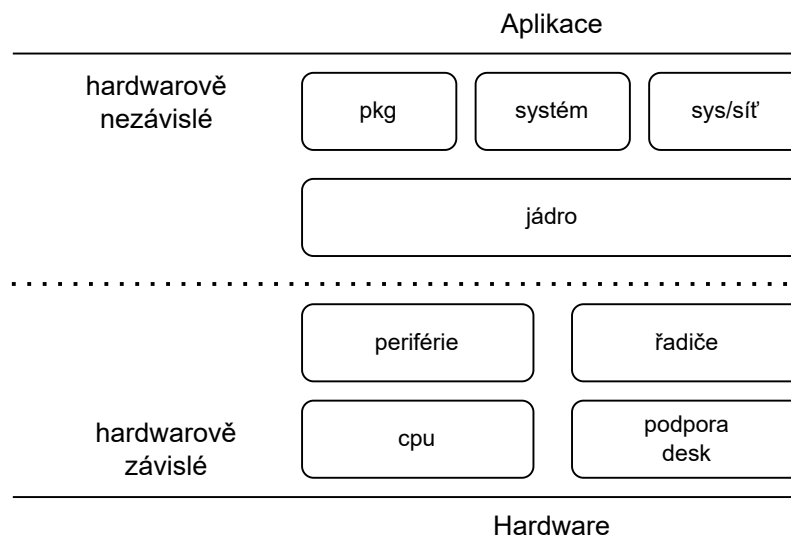 Aplikace
hardwarově
nezávislé
pkg
systém
sys/síť
jádro
periférie
řadiče
hardwarově
závislé
cpu
podpora
desk
Hardware